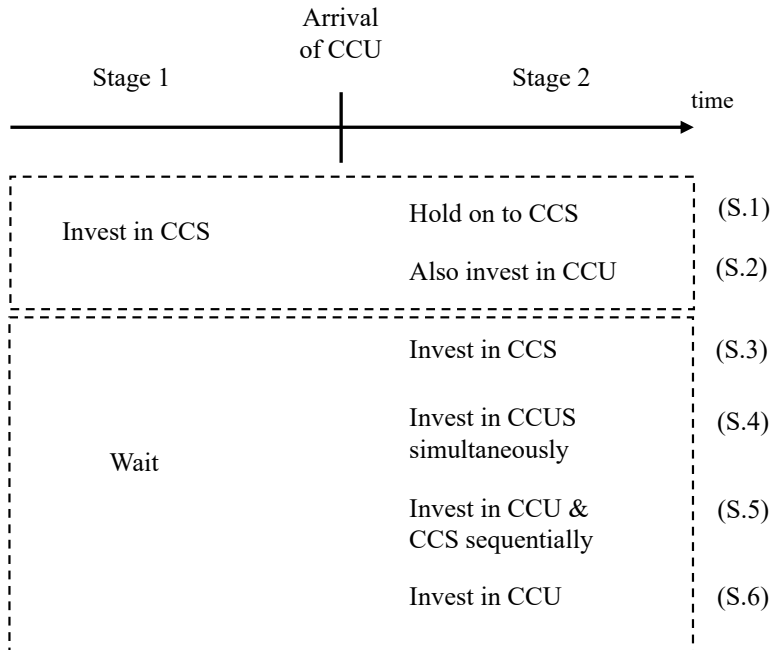 Arrival
of CCU
Stage 1
Stage 2
time
Invest in CCS
Hold on to CCS
(S.1)
Also invest in CCU
(S.2)
Wait
Invest in CCS
(S.3)
Invest in CCUS
simultaneously
(S.4)
Invest in CCU &
CCS sequentially
(S.5)
Invest in CCU
(S.6)